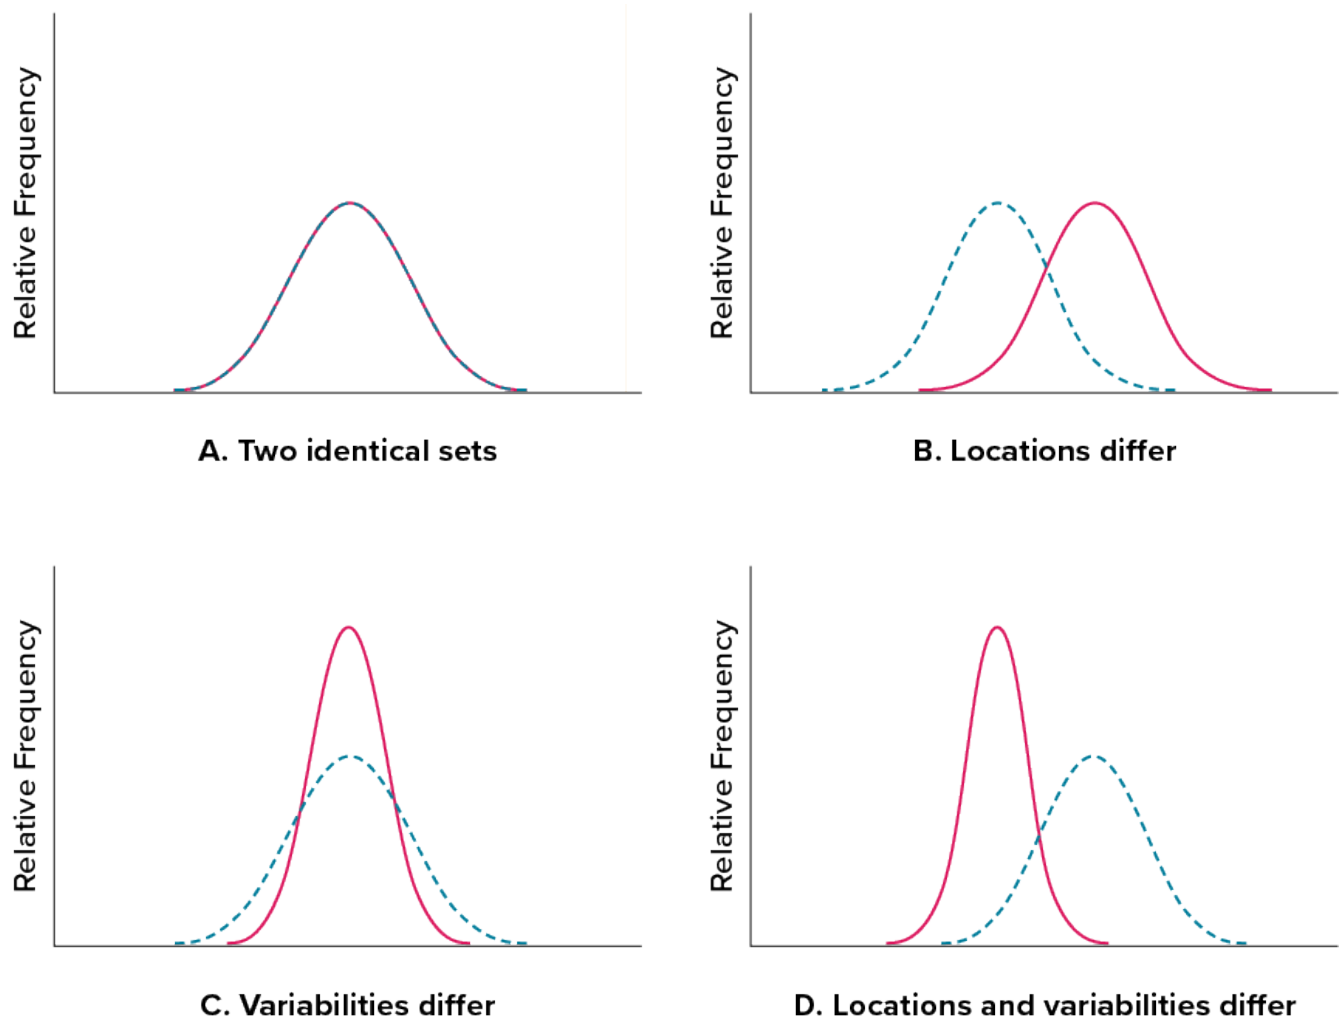 Relative Frequency
A. Two identical sets
Relative Frequency
B. Locations differ
Relative Frequency
C. Variabilities differ
Relative Frequency
D. Locations and variabilities differ